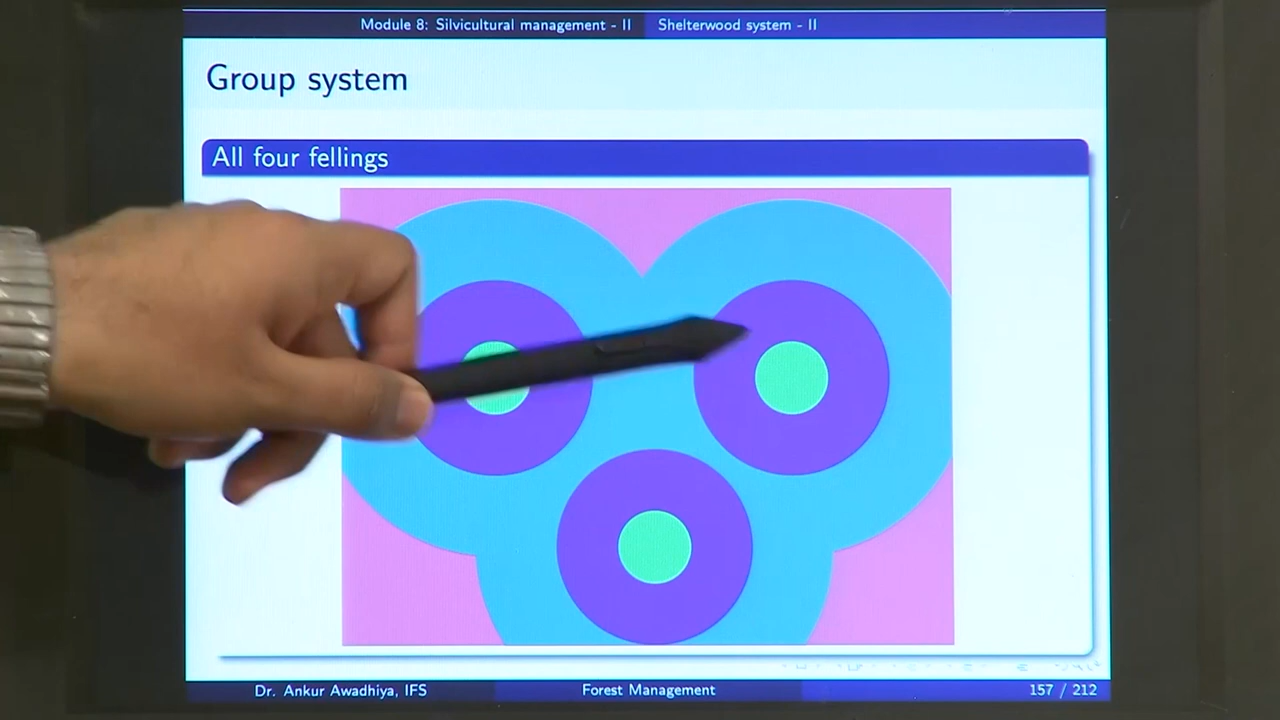 Module 8: Silvicultural management - II Shelterwood system - II
Group system
All four fellings
Dr. Ankur Awadhiya, IFS Forest Management 157 / 212